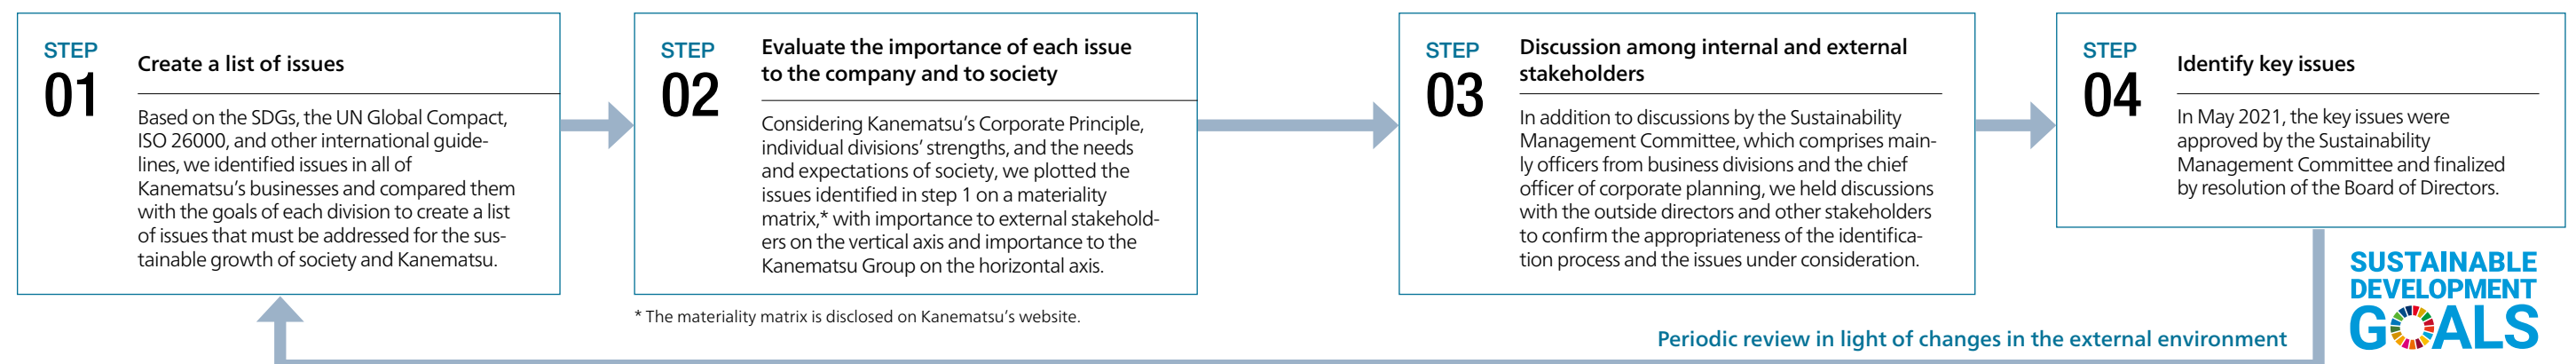 STEP
01
Create a list of issues
Based on the SDGs, the UN Global Compact,
ISO 26000, and other international guide-
lines, we identified issues in all of
Kanematsu's businesses and compared them
with the goals of each division to create a list
of issues that must be addressed for the sus-
tainable growth of society and Kanematsu.
STEP
02
Evaluate the importance of each issue
to the company and to society
Considering Kanematsu's Corporate Principle,
individual divisions' strengths, and the needs
and expectations of society, we plotted the
issues identified in step 1 on a materiality
matrix,* with importance to external stakehold-
ers on the vertical axis and importance to the
Kanematsu Group on the horizontal axis.
* The materiality matrix is disclosed on Kanematsu's website.
STEP
03
Discussion among internal and external
stakeholders
In addition to discussions by the Sustainability
Management Committee, which comprises main-
ly officers from business divisions and the chief
officer of corporate planning, we held discussions
with the outside directors and other stakeholders
to confirm the appropriateness of the identifica-
tion process and the issues under consideration.
STEP
04
Identify key issues
In May 2021, the key issues were
approved by the Sustainability
Management Committee and finalized
by resolution of the Board of Directors.
Periodic review in light of changes in the external environment
SUSTAINABLE
DEVELOPMENT
GOALS